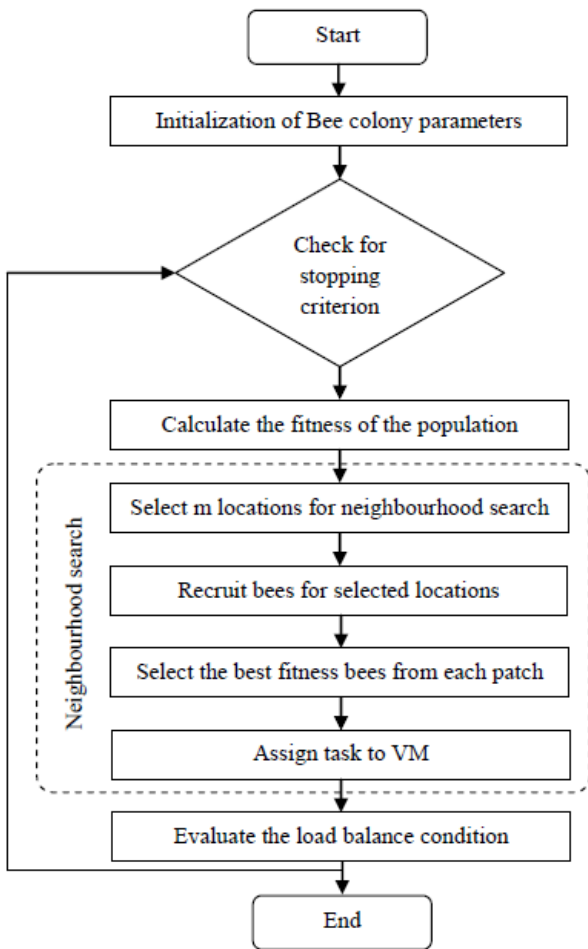 Start
Initialization of Bee colony parameters
Check for
stopping
criterion
Calculate the fitness of the population
Neighbourhood search
Select m locations for neighbourhood search
Recruit bees for selected locations
Select the best fitness bees from each patch
Assign task to VM
Evaluate the load balance condition
End